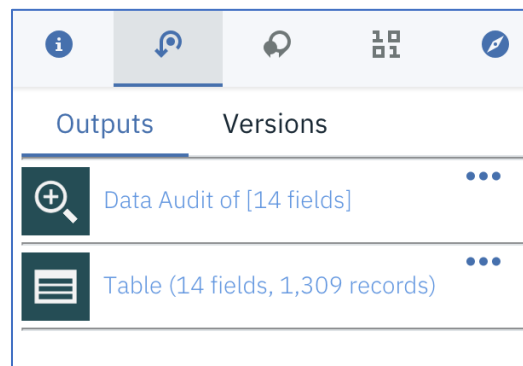 Outputs Versions
Data Audit of [14 fields]
Table (14 fields, 1,309 records)